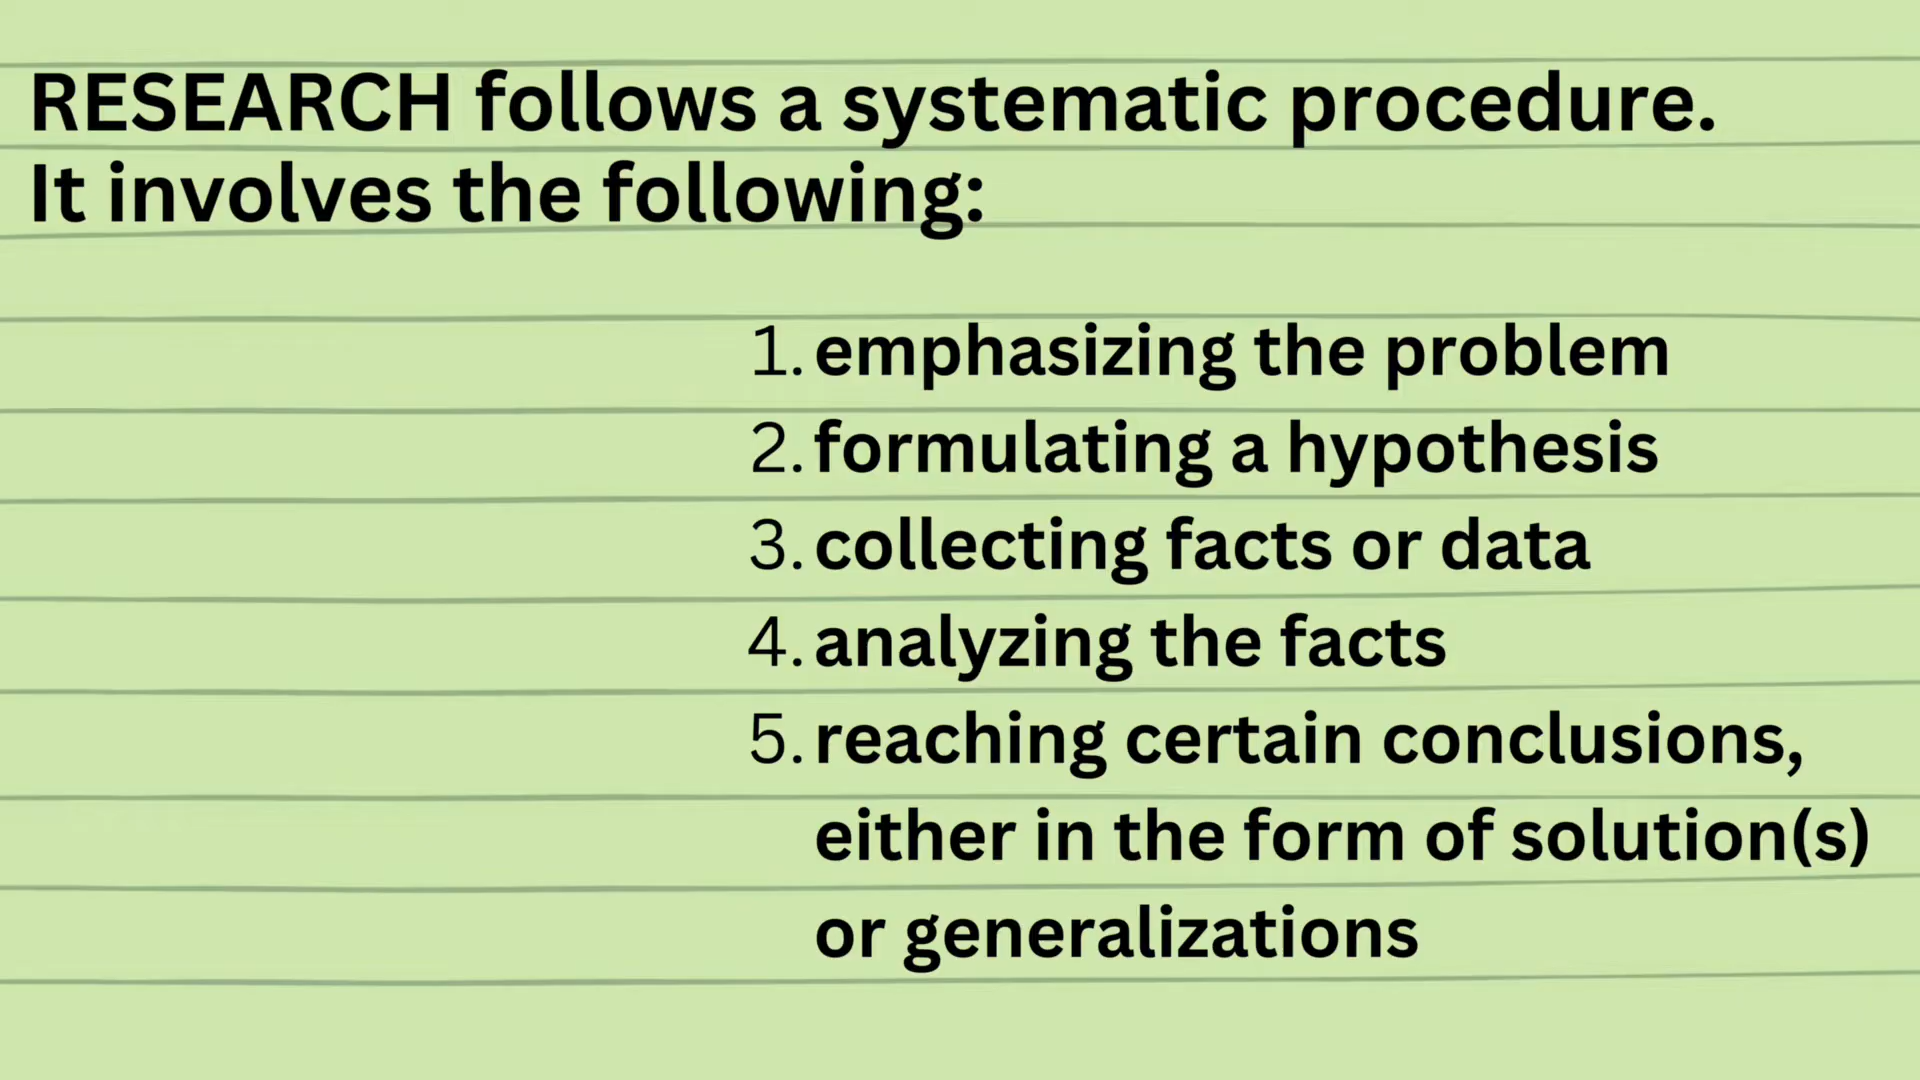 RESEARCH follows a systematic procedure.
It involves the following:
1. emphasizing the problem
2. formulating a hypothesis
3. collecting facts or data
4. analyzing the facts
5. reaching certain conclusions,
either in the form of solution(s)
or generalizations